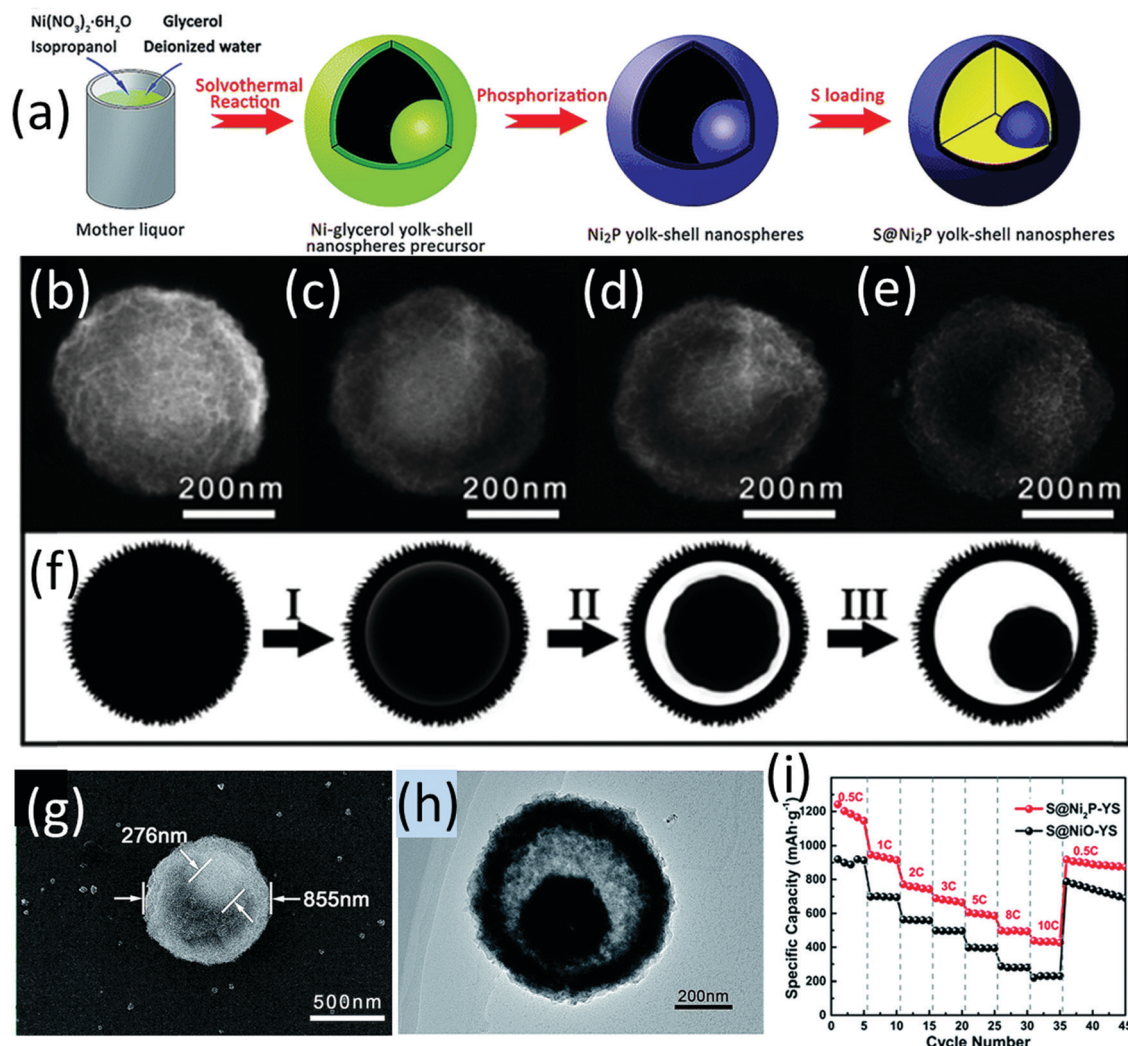 (a)
Ni(NO₃)₂·6H₂O Glycerol
Isopropanol Deionized water
Solvothermal
Reaction
Phosphorization
S loading
Mother liquor
Ni-glycerol yolk-shell
nanospheres precursor
Ni₂P yolk-shell nanospheres
S@Ni₂P yolk-shell nanospheres
(b)
200nm
(c)
200nm
(d)
200nm
(e)
200nm
(f)
I
II
III
(g)
276nm
855nm
500nm
(h)
200nm
(i)
Specific Capacity (mAh·g⁻¹)
1200
1000
800
600
400
200
0
S@Ni₂P-YS
S@NiO-YS
0.5C
1C
2C
3C
5C
8C
10C
0.5C
0 5 10 15 20 25 30 35 40 45
Cycle Number